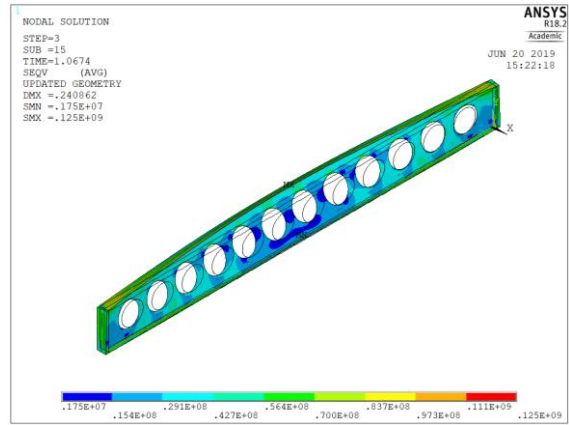 1
NODAL SOLUTION
STEP=3
SUB =15
TIME=1.0674
SEQV (AVG)
UPDATED GEOMETRY
DMX =.240862
SMN =.175E+07
SMX =.125E+09
ANSYS
R18.2
Academic
JUN 20 2019
15:22:18
X
MX
.175E+07 .291E+08 .564E+08 .837E+08 .111E+09
.154E+08 .427E+08 .700E+08 .973E+08 .125E+09